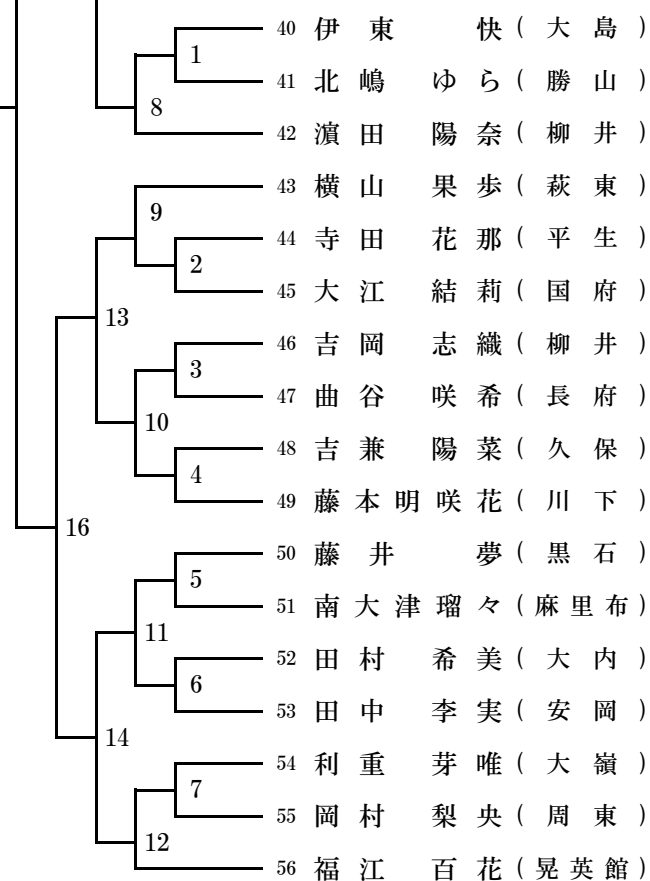 40 伊東 快(大島)
1
41 北嶋 ゆら(勝山)
8
42 濵田 陽奈(柳井)
43 横山 果歩(萩東)
9
44 寺田 花那(平生)
2
45 大江 結莉(国府)
13
46 吉岡 志織(柳井)
3
47 曲谷 咲希(長府)
10
48 吉兼 陽菜(久保)
4
49 藤本明咲花(川下)
16
50 藤井 夢(黒石)
5
51 南大津瑠々(麻里布)
11
52 田村 希美(大内)
6
53 田中 李実(安岡)
14
54 利重 芽唯(大嶺)
7
55 岡村 梨央(周東)
12
56 福江 百花(晃英館)